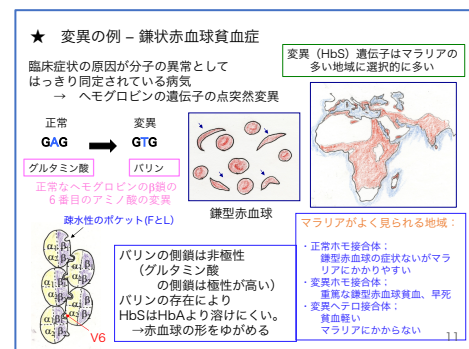 ★ 変異の例 – 鎌状赤血球貧血症
臨床症状の原因が分子の異常として
はっきり同定されている病気
→ ヘモグロビンの遺伝子の点突然変異
正常
GAG
グルタミン酸
変異
GTG
バリン
正常なヘモグロビンのβ鎖の
6番目のアミノ酸の変異
鎌型赤血球
変異（HbS）遺伝子はマラリアの
多い地域に選択的に多い
疎水性のポケット(FとL)
α₂ β₂
α₁ β₁
α₂ β₂
α₁ β₁
α₂ β₂
α₁ β₁
V6
バリンの側鎖は非極性
（グルタミン酸
の側鎖は極性が高い）
バリンの存在により
HbSはHbAより溶けにくい。
→赤血球の形をゆがめる
マラリアがよく見られる地域：
・正常ホモ接合体：
鎌型赤血球の症状ないがマラ
リアにかかりやすい
・変異ホモ接合体：
重篤な鎌型赤血球貧血、早死
・変異ヘテロ接合体：
貧血軽い
マラリアにかからない
11